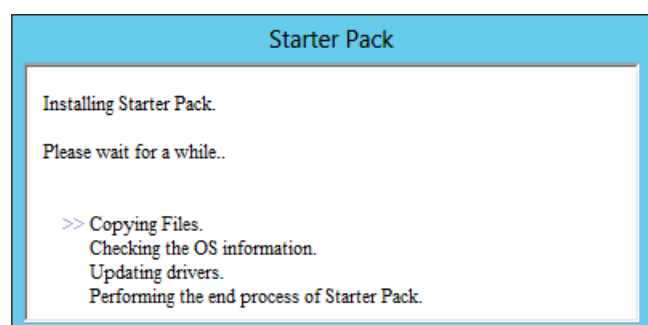 Starter Pack
Installing Starter Pack.
Please wait for a while..
>> Copying Files.
Checking the OS information.
Updating drivers.
Performing the end process of Starter Pack.